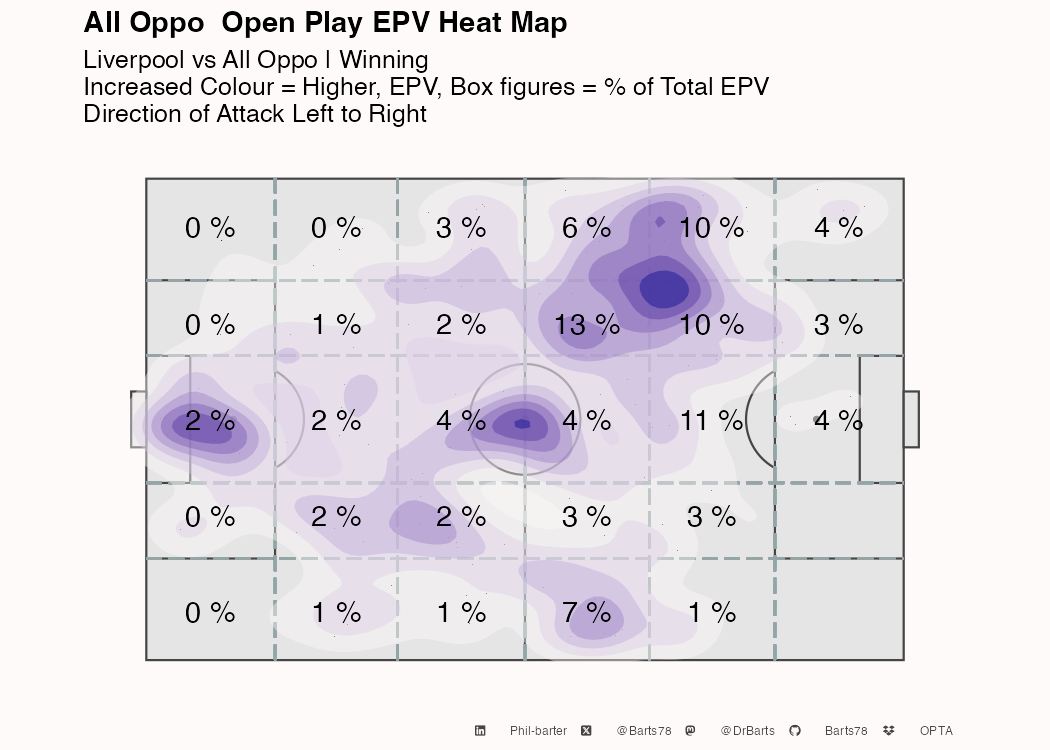 All Oppo  Open Play EPV Heat Map
Liverpool vs All Oppo | Winning
Increased Colour = Higher, EPV, Box figures = % of Total EPV
Direction of Attack Left to Right
0 % 0 % 3 % 6 % 10 % 4 %
0 % 1 % 2 % 13 % 10 % 3 %
2 % 2 % 4 % 4 % 11 % 4 %
0 % 2 % 2 % 3 % 3 %
0 % 1 % 1 % 7 % 1 %
Phil-barter @Barts78 @DrBarts Barts78 OPTA